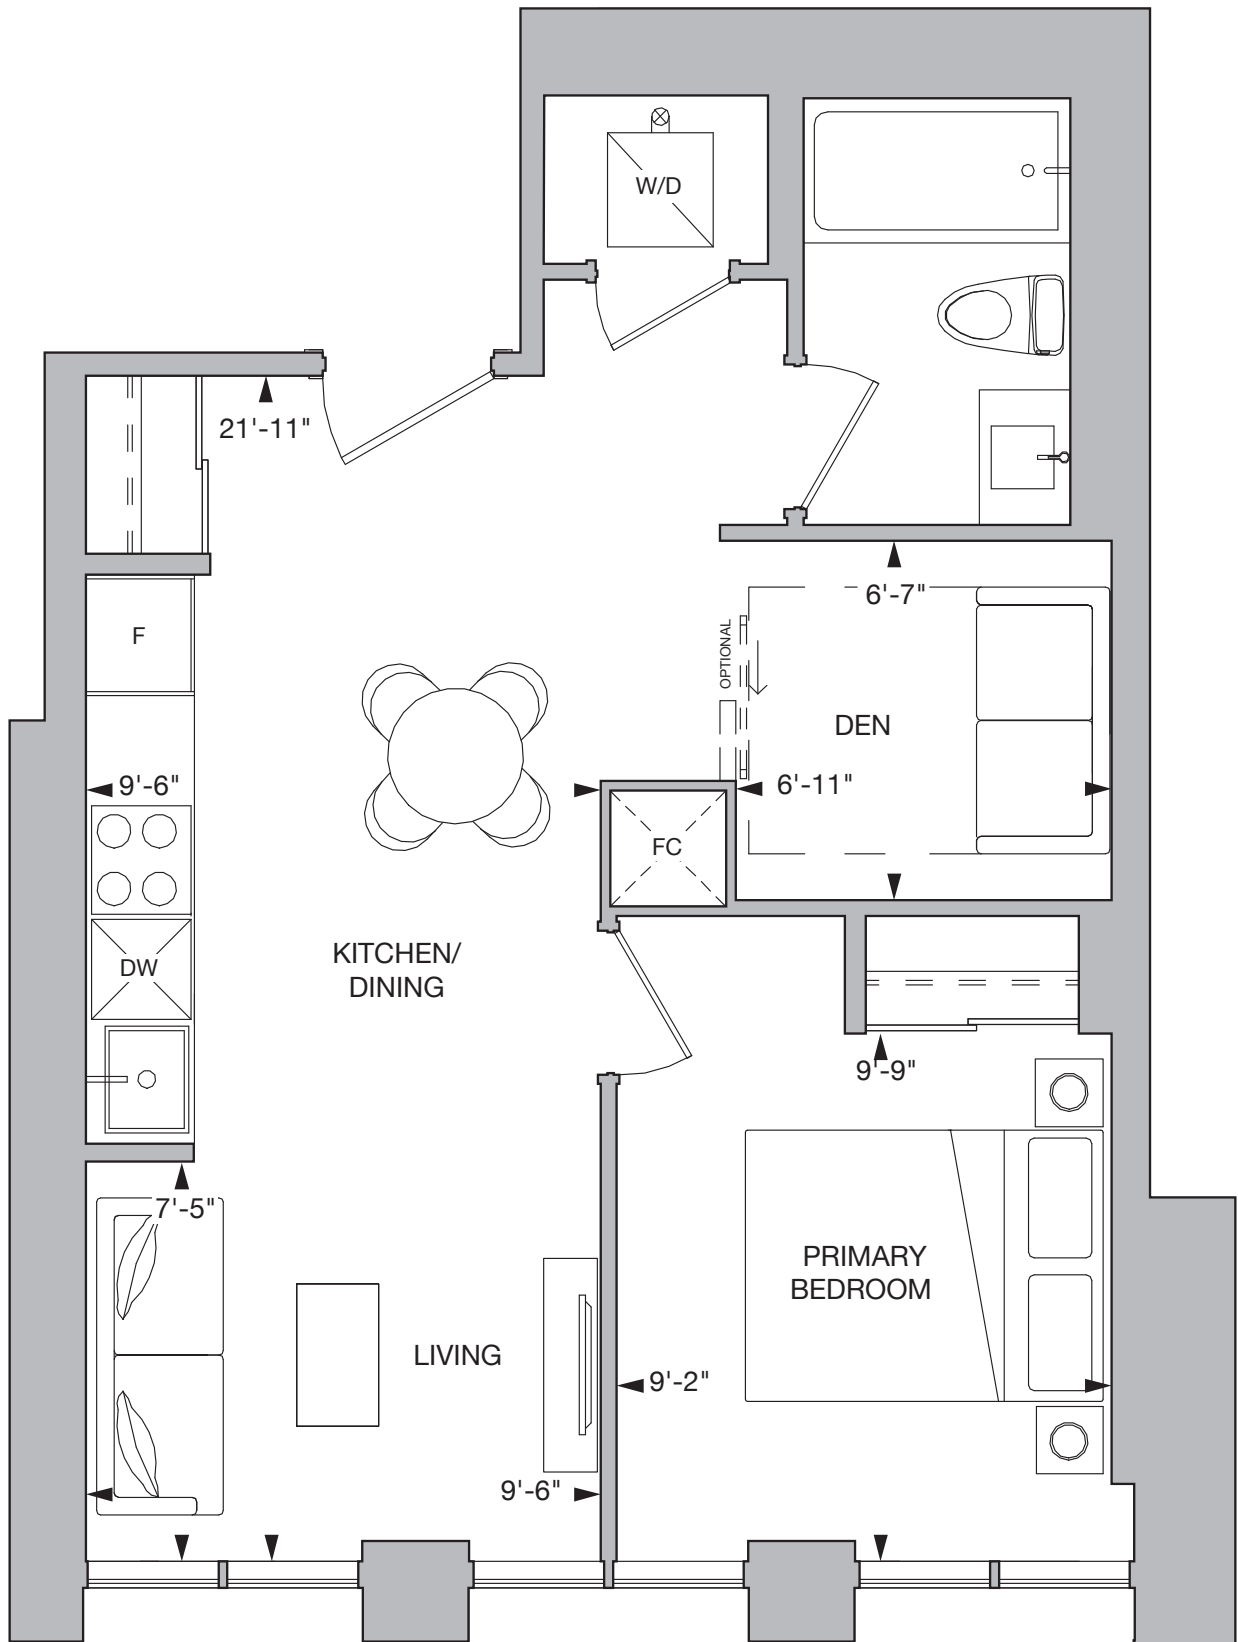 W/D
21'-11"
6'-7"
F
OPTIONAL
DEN
9'-6"
6'-11"
FC
KITCHEN/
DINING
DW
9'-9"
7'-5"
PRIMARY
BEDROOM
LIVING
9'-2"
9'-6"